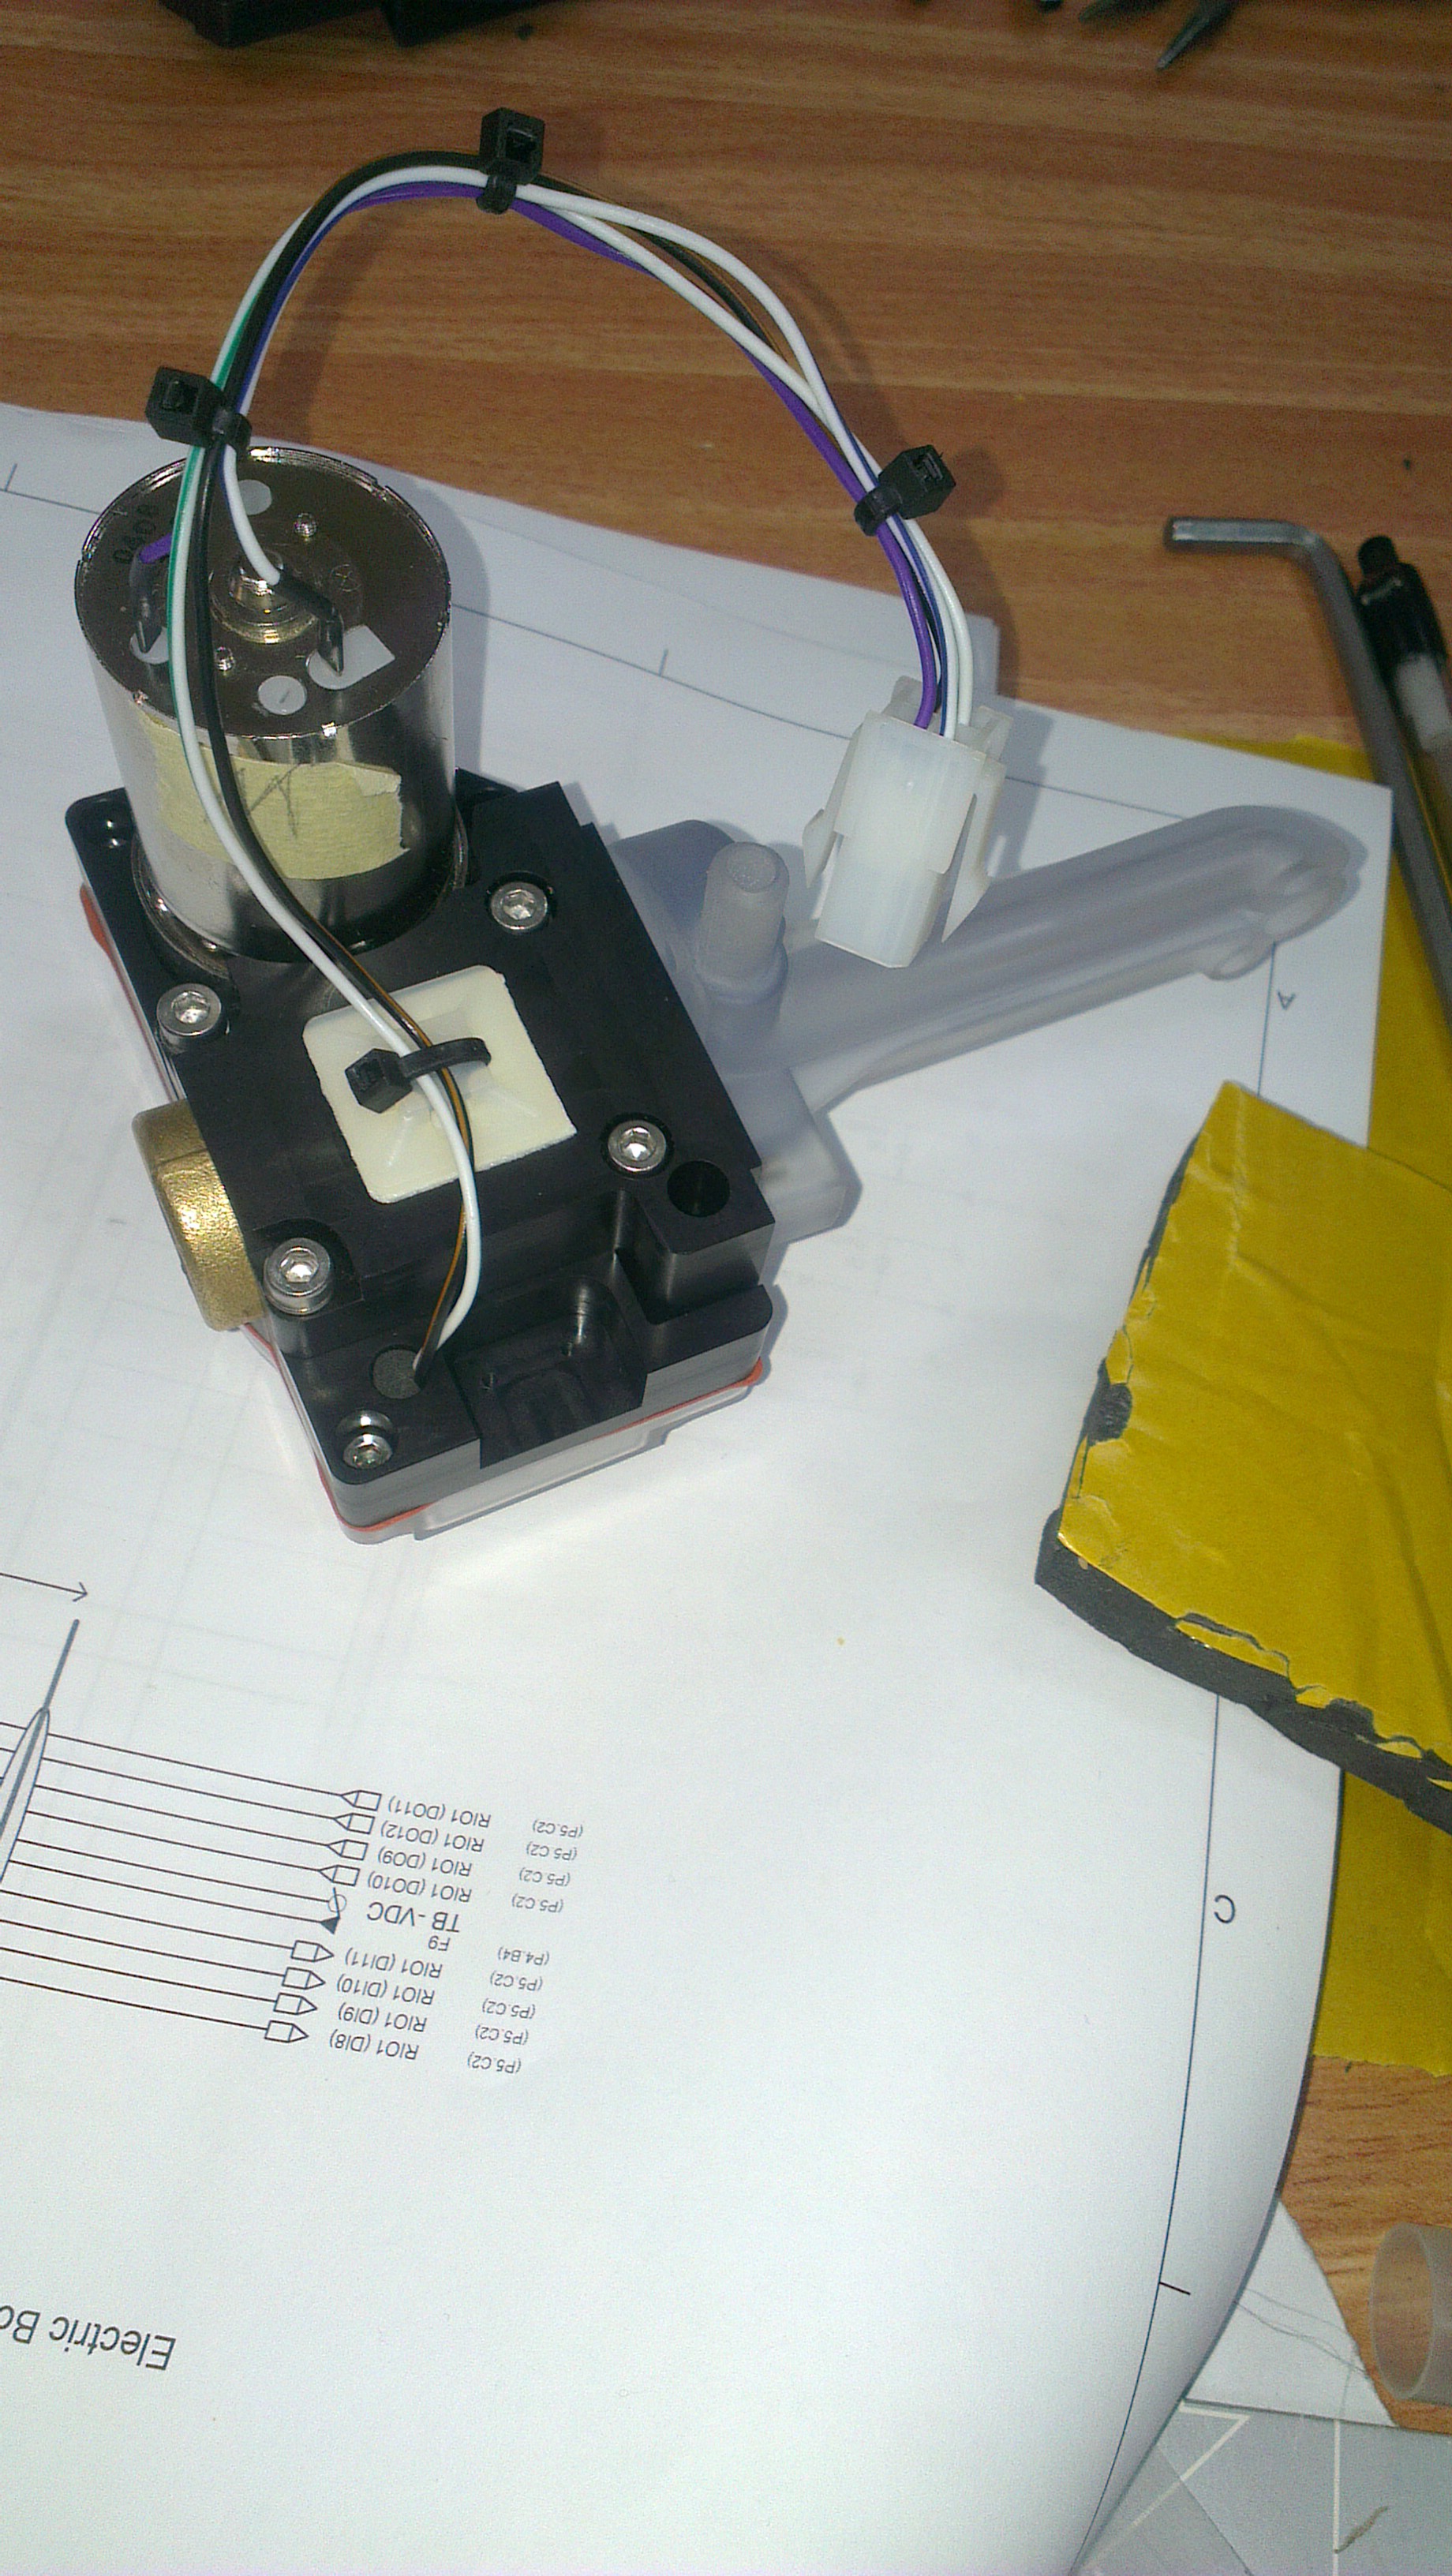 Electric Bo
(P5.C2) RIO1 (DI8)
(P5.C2) RIO1 (DI9)
(P5.C2) RIO1 (DI10)
(P5.C2) RIO1 (DI11)
(P4.B4) F9
TB -VDC
C
(P5.C2) RIO1 (DO10)
(P5.C2) RIO1 (DO9)
(P5.C2) RIO1 (DO12)
(P5.C2) RIO1 (DO11)
A